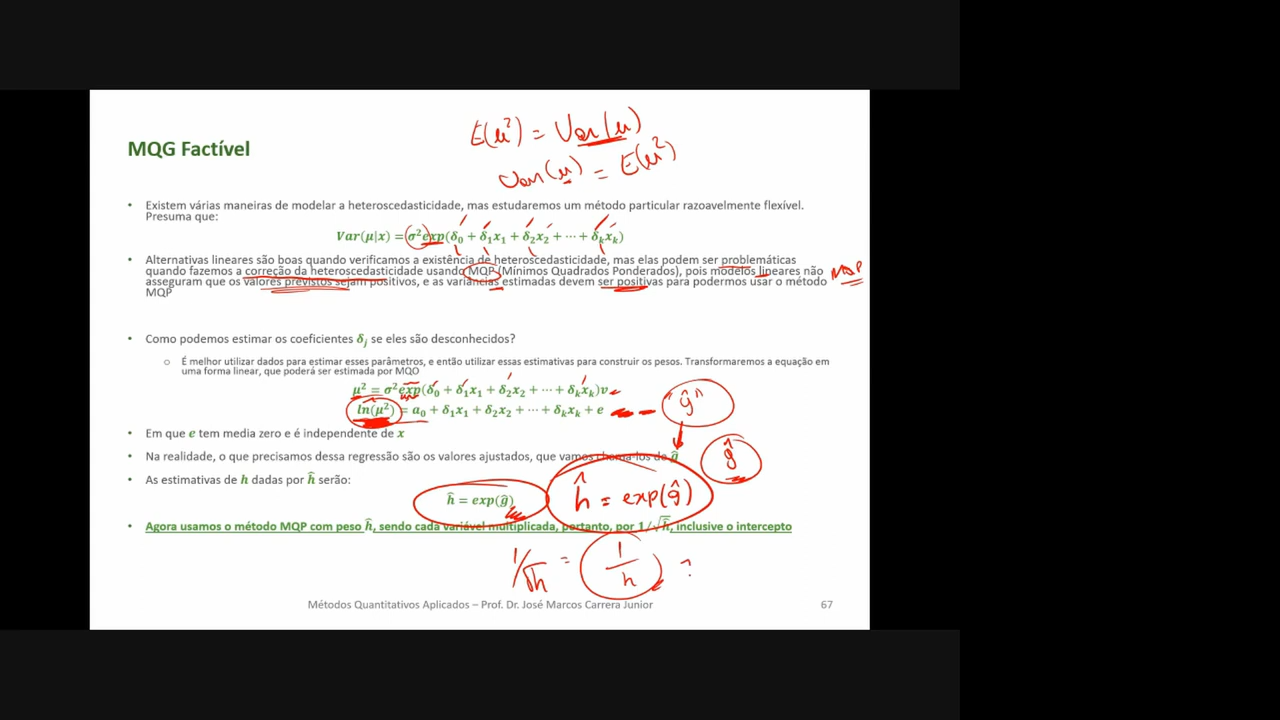 E(μ²) = Var(μ)
Var(μ) = E(μ²)
MQG Factível
• Existem várias maneiras de modelar a heteroscedasticidade, mas estudaremos um método particular razoavelmente flexível.
Presuma que:
Var(μ|x) = σ²exp(δ₀ + δ₁x₁ + δ₂x₂ + ⋯ + δₖxₖ)
• Alternativas lineares são boas quando verificamos a existência de heteroscedasticidade, mas elas podem ser problemáticas
quando fazemos a correção da heteroscedasticidade usando MQP (Mínimos Quadrados Ponderados), pois modelos lineares não
asseguram que os valores previstos sejam positivos, e as variâncias estimadas devem ser positivas para podermos usar o método
MQP
MQP
• Como podemos estimar os coeficientes δⱼ se eles são desconhecidos?
o É melhor utilizar dados para estimar esses parâmetros, e então utilizar essas estimativas para construir os pesos. Transformaremos a equação em
uma forma linear, que poderá ser estimada por MQO
μ² = σ²exp(δ₀ + δ₁x₁ + δ₂x₂ + ⋯ + δₖxₖ)v
ln(μ²) = a₀ + δ₁x₁ + δ₂x₂ + ⋯ + δₖxₖ + e
"ĝ"
• Em que e tem media zero e é independente de x
• Na realidade, o que precisamos dessa regressão são os valores ajustados, que vamos chamá-los de ĝ
ĝ
• As estimativas de h dadas por ĥ serão:
ĥ = exp(ĝ)
ĥ = exp(ĝ)
• Agora usamos o método MQP com peso ĥ, sendo cada variável multiplicada, portanto, por 1/√ĥ, inclusive o intercepto
1/√h = 1/h ?
Métodos Quantitativos Aplicados – Prof. Dr. José Marcos Carrera Junior
67